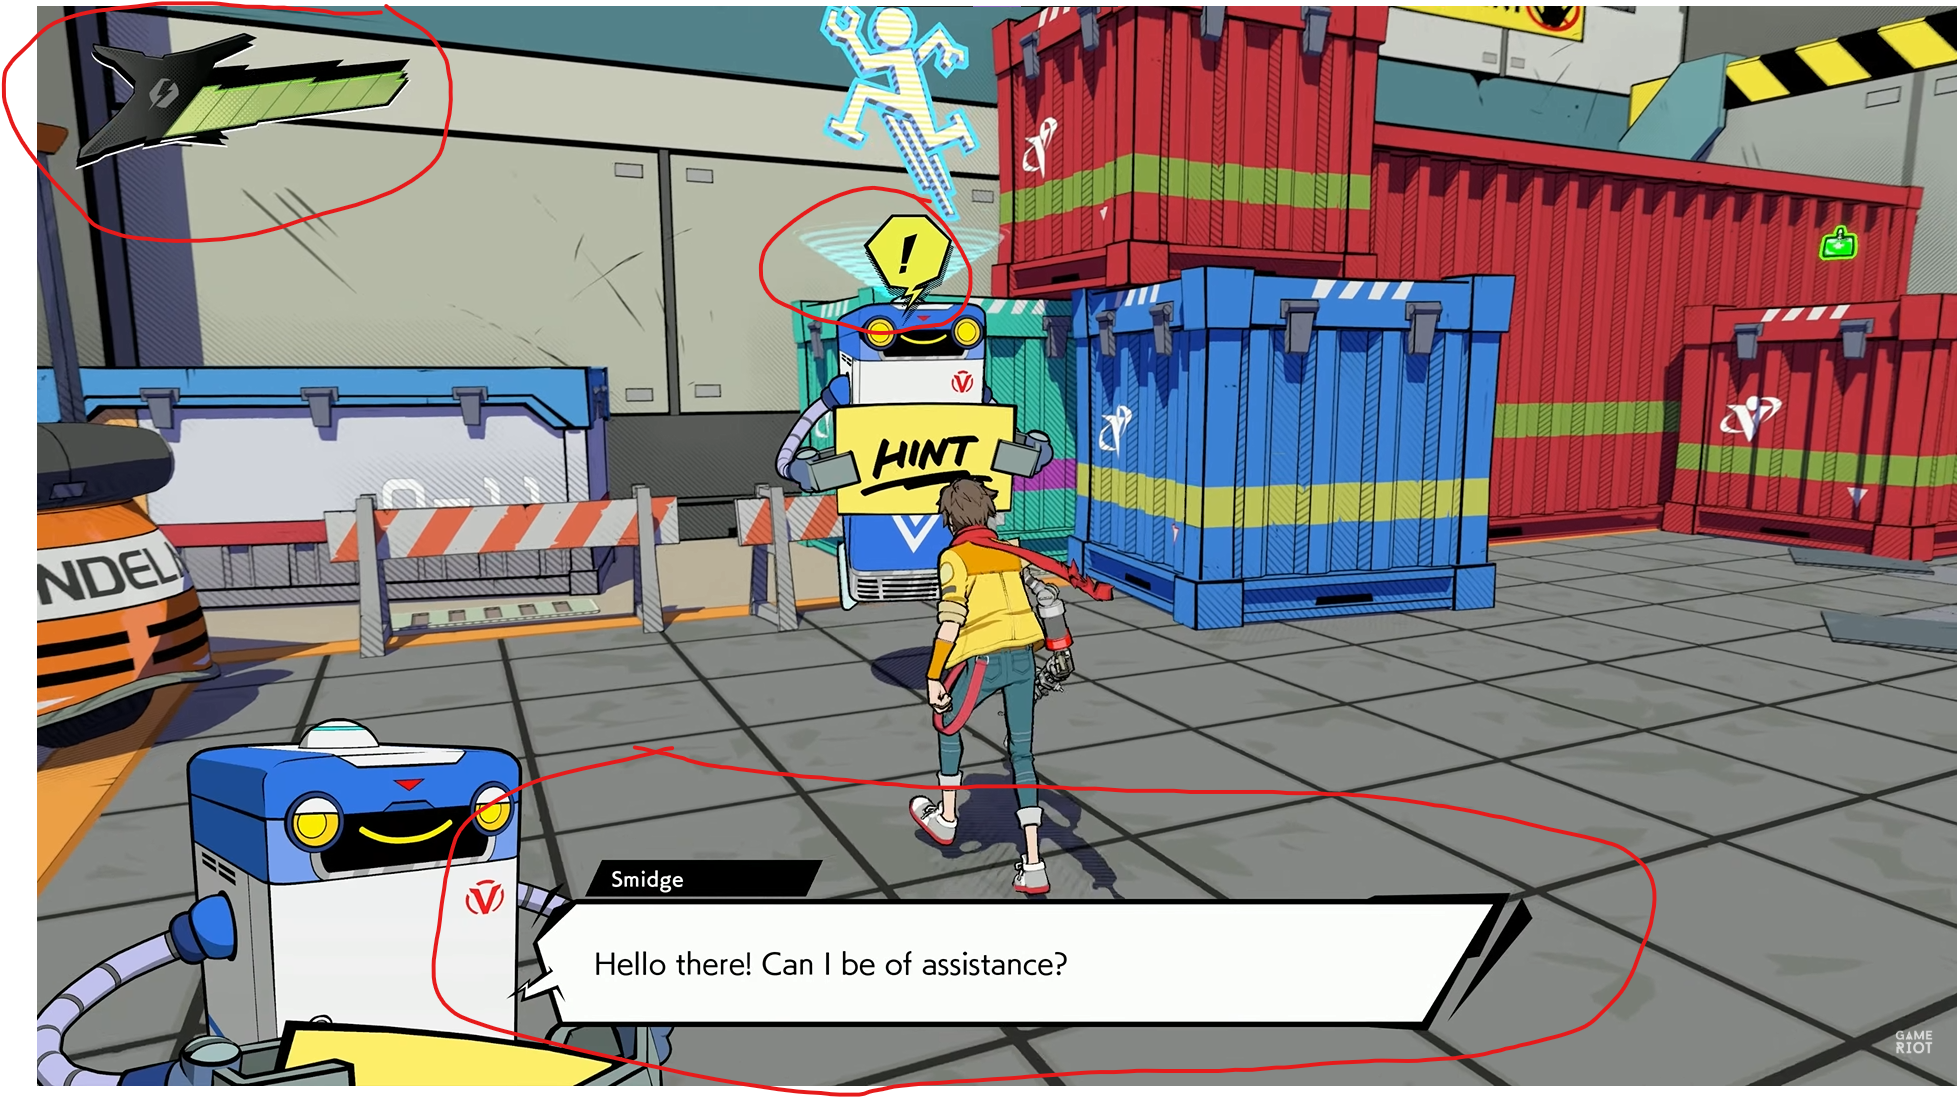 !
HINT
NDEL
Smidge
Hello there! Can I be of assistance?
GAME
RIOT